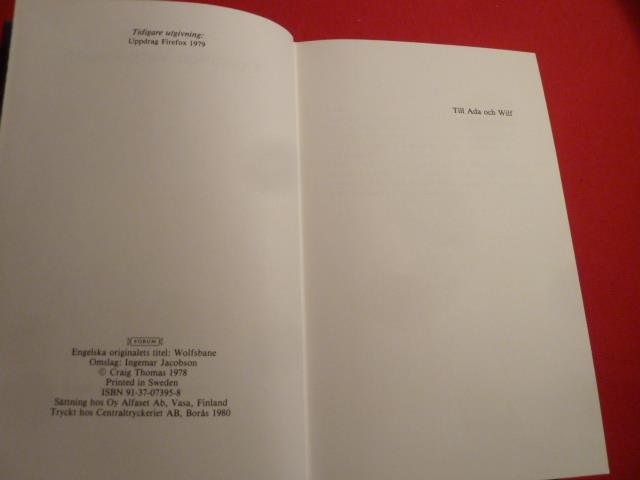 Tidigare utgivning:
Uppdrag Firefox 1979
FORUM
Engelska originalets titel: Wolfsbane
Omslag: Ingemar Jacobson
© Craig Thomas 1978
Printed in Sweden
ISBN 91-37-07395-8
Sättning hos Oy Alfaset Ab, Vasa, Finland
Tryckt hos Centraltryckeriet AB, Borås 1980
Till Ada och Wilf